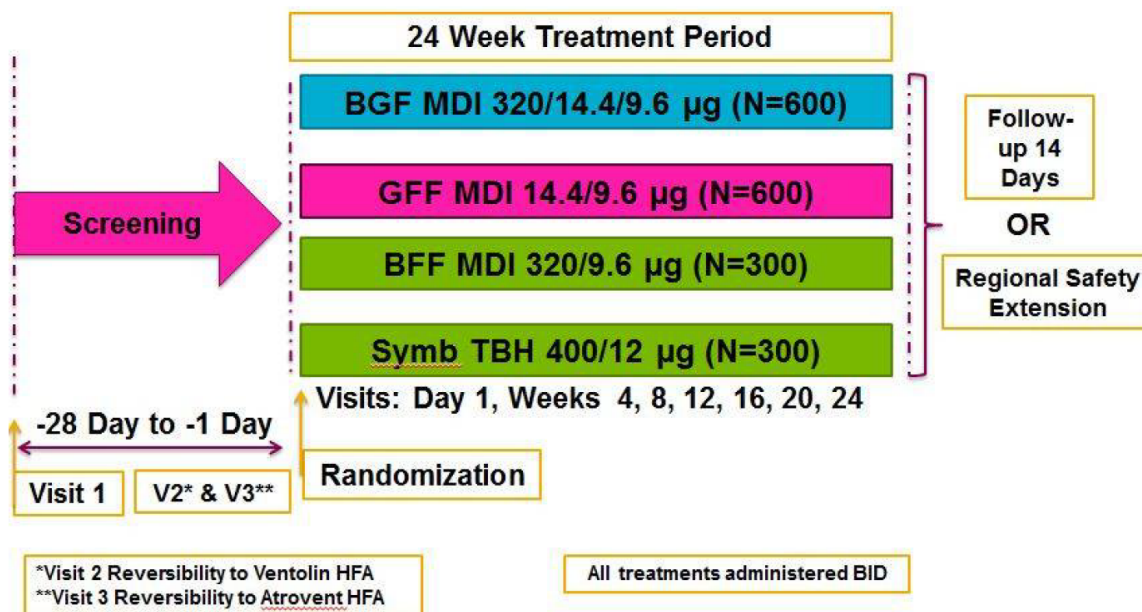 24 Week Treatment Period
BGF MDI 320/14.4/9.6 µg (N=600)
GFF MDI 14.4/9.6 µg (N=600)
BFF MDI 320/9.6 µg (N=300)
Symb TBH 400/12 µg (N=300)
Screening
Follow-
up 14
Days
OR
Regional Safety
Extension
Visits: Day 1, Weeks 4, 8, 12, 16, 20, 24
-28 Day to -1 Day
Randomization
Visit 1
V2* & V3**
*Visit 2 Reversibility to Ventolin HFA
**Visit 3 Reversibility to Atrovent HFA
All treatments administered BID